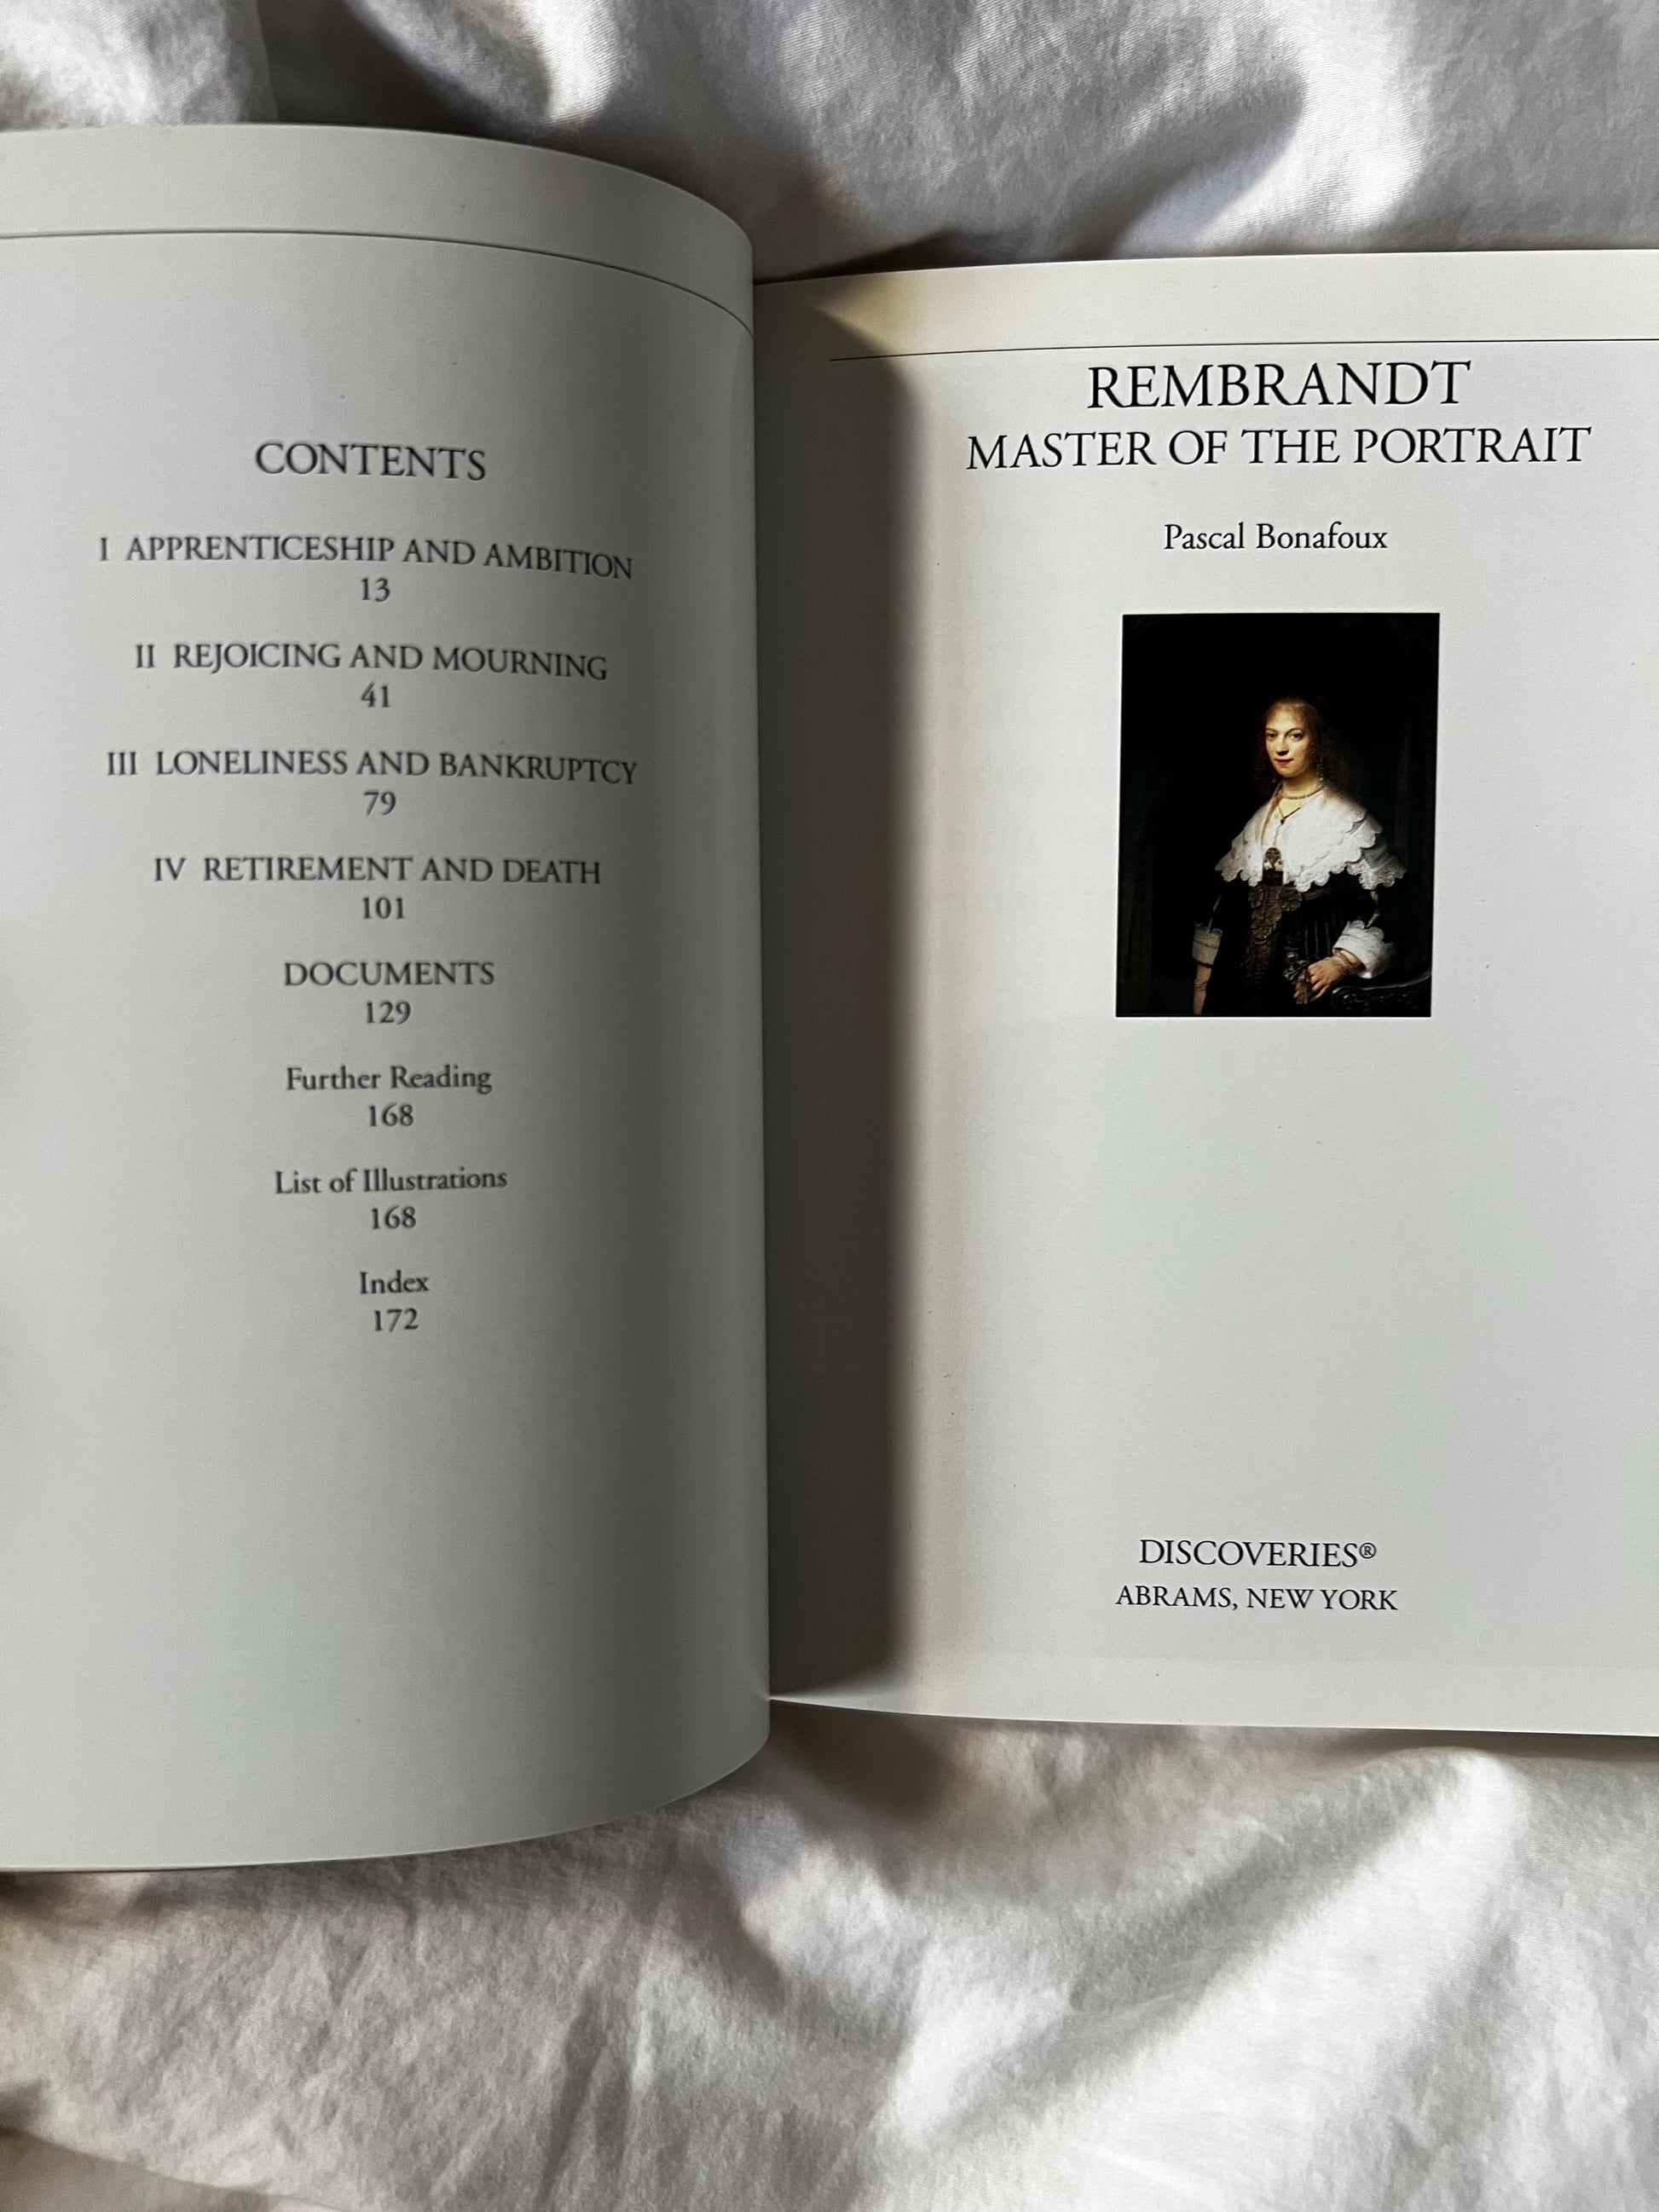 CONTENTS
I APPRENTICESHIP AND AMBITION
13
II REJOICING AND MOURNING
41
III LONELINESS AND BANKRUPTCY
79
IV RETIREMENT AND DEATH
101
DOCUMENTS
129
Further Reading
168
List of Illustrations
168
Index
172
REMBRANDT
MASTER OF THE PORTRAIT
Pascal Bonafoux
DISCOVERIES®
ABRAMS, NEW YORK